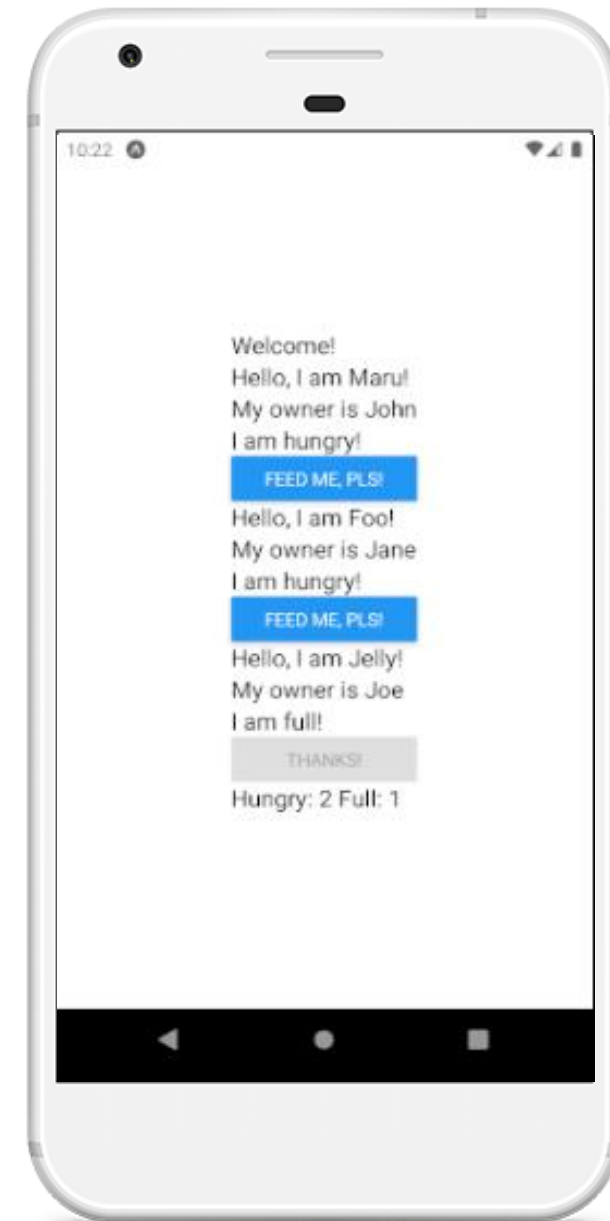 10:22
Welcome!
Hello, I am Maru!
My owner is John
I am hungry!
FEED ME, PLS!
Hello, I am Foo!
My owner is Jane
I am hungry!
FEED ME, PLS!
Hello, I am Jelly!
My owner is Joe
I am full!
THANKS!
Hungry: 2 Full: 1